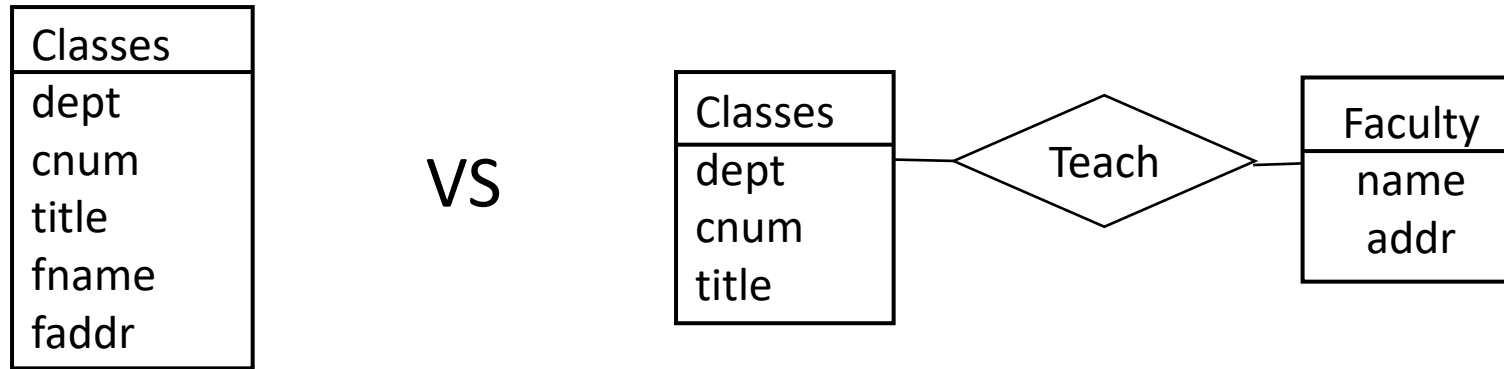 Classes
dept
cnum
title
fname
faddr
VS
Classes
dept
cnum
title
Teach
Faculty
name
addr